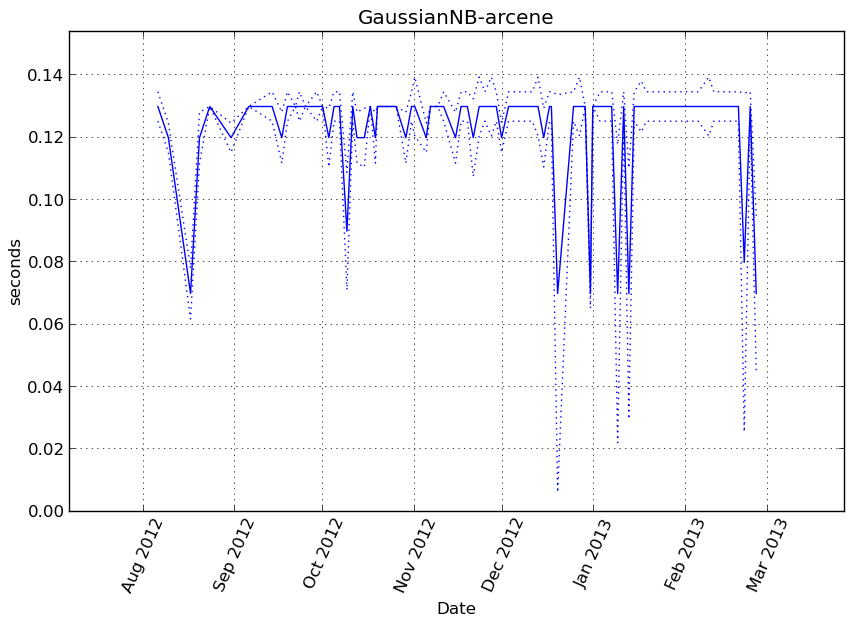 GaussianNB-arcene
0.14
0.12
0.10
0.08
0.06
0.04
0.02
0.00
seconds
Aug 2012
Sep 2012
Oct 2012
Nov 2012
Dec 2012
Jan 2013
Feb 2013
Mar 2013
Date